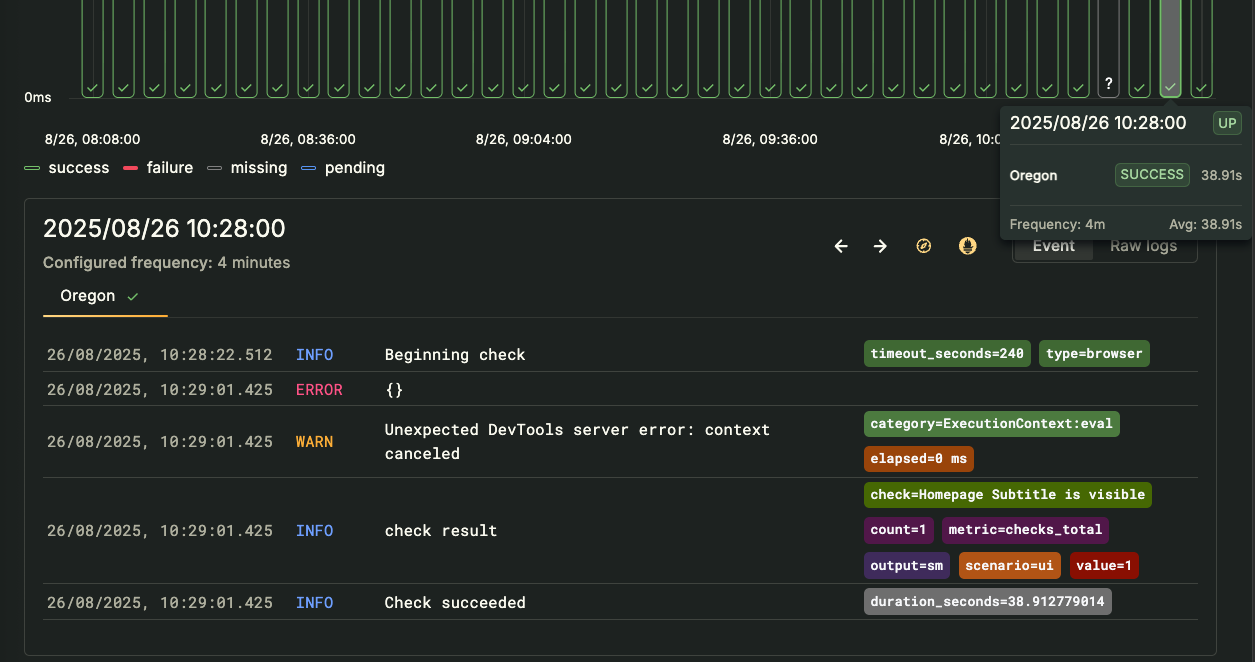 ?
0ms
8/26, 08:08:00 8/26, 08:36:00 8/26, 09:04:00 8/26, 09:36:00 8/26, 10:0
success failure missing pending
2025/08/26 10:28:00 UP
Oregon SUCCESS 38.91s
Frequency: 4m Avg: 38.91s
2025/08/26 10:28:00
Configured frequency: 4 minutes
Event Raw logs
Oregon
26/08/2025, 10:28:22.512 INFO Beginning check timeout_seconds=240 type=browser
26/08/2025, 10:29:01.425 ERROR {}
26/08/2025, 10:29:01.425 WARN Unexpected DevTools server error: context
canceled
category=ExecutionContext:eval
elapsed=0 ms
26/08/2025, 10:29:01.425 INFO check result
check=Homepage Subtitle is visible
count=1 metric=checks_total
output=sm scenario=ui value=1
26/08/2025, 10:29:01.425 INFO Check succeeded duration_seconds=38.912779014